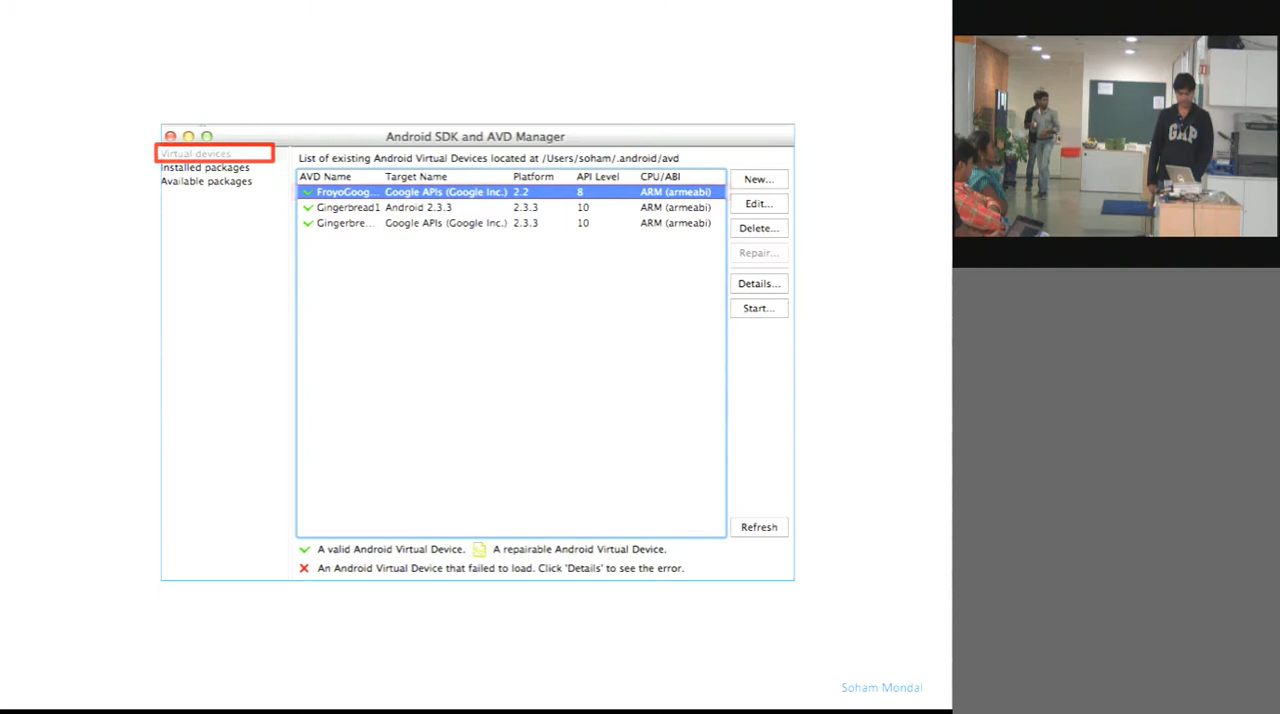 Android SDK and AVD Manager
Virtual devices
Installed packages
Available packages
List of existing Android Virtual Devices located at /Users/soham/.android/avd
AVD Name Target Name Platform API Level CPU/ABI
FroyoGoog... Google APIs (Google Inc.) 2.2 8 ARM (armeabi)
Gingerbread1 Android 2.3.3 2.3.3 10 ARM (armeabi)
Gingerbre... Google APIs (Google Inc.) 2.3.3 10 ARM (armeabi)
New...
Edit...
Delete...
Repair...
Details...
Start...
Refresh
A valid Android Virtual Device. A repairable Android Virtual Device.
An Android Virtual Device that failed to load. Click 'Details' to see the error.
Soham Mondal
GAP